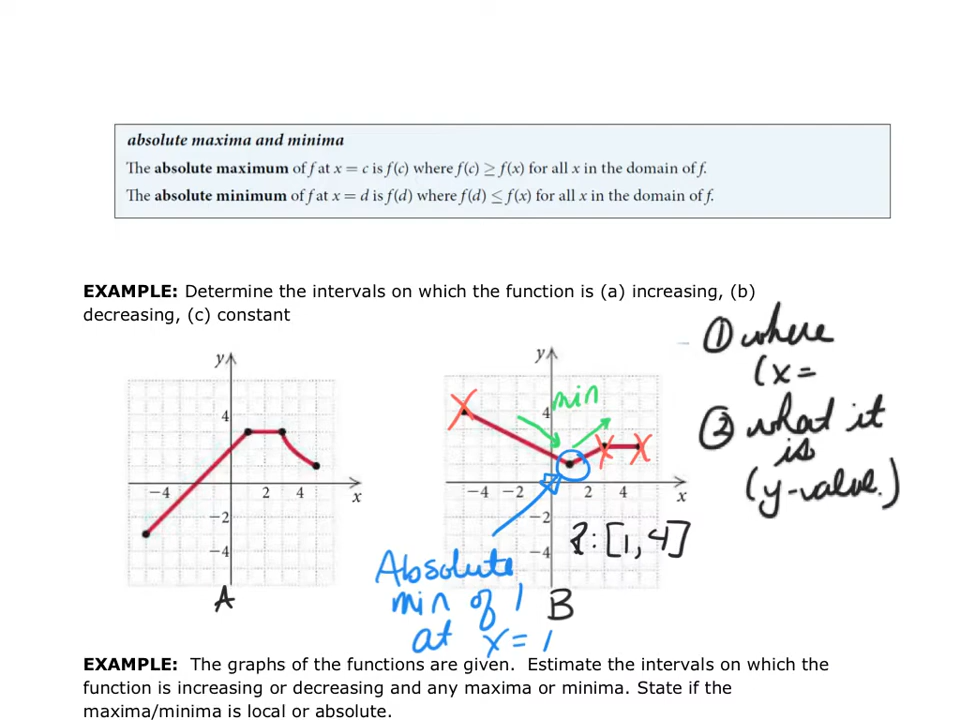 absolute maxima and minima
The absolute maximum of f at x = c is f(c) where f(c) ≥ f(x) for all x in the domain of f.
The absolute minimum of f at x = d is f(d) where f(d) ≤ f(x) for all x in the domain of f.
EXAMPLE: Determine the intervals on which the function is (a) increasing, (b)
decreasing, (c) constant
y
4
−4
2 4
x
−2
−4
A
y
4
min
−4 −2
2 4
x
−2
−4
: [1, 4]
B
Absolute
min of 1
at x = 1
① where
(x =
② what it
is
(y-value.)
EXAMPLE: The graphs of the functions are given. Estimate the intervals on which the
function is increasing or decreasing and any maxima or minima. State if the
maxima/minima is local or absolute.